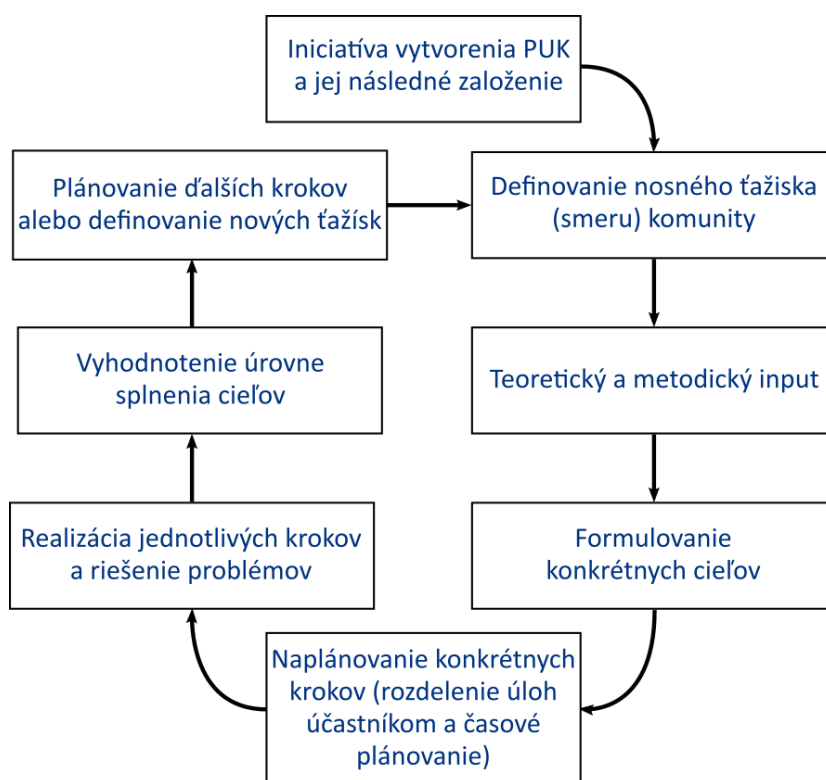 Iniciatíva vytvorenia PUK
a jej následné založenie
Definovanie nosného ťažiska
(smeru) komunity
Teoretický a metodický input
Formulovanie
konkrétnych cieľov
Naplánovanie konkrétnych
krokov (rozdelenie úloh
účastníkom a časové
plánovanie)
Realizácia jednotlivých krokov
a riešenie problémov
Vyhodnotenie úrovne
splnenia cieľov
Plánovanie ďalších krokov
alebo definovanie nových ťažísk